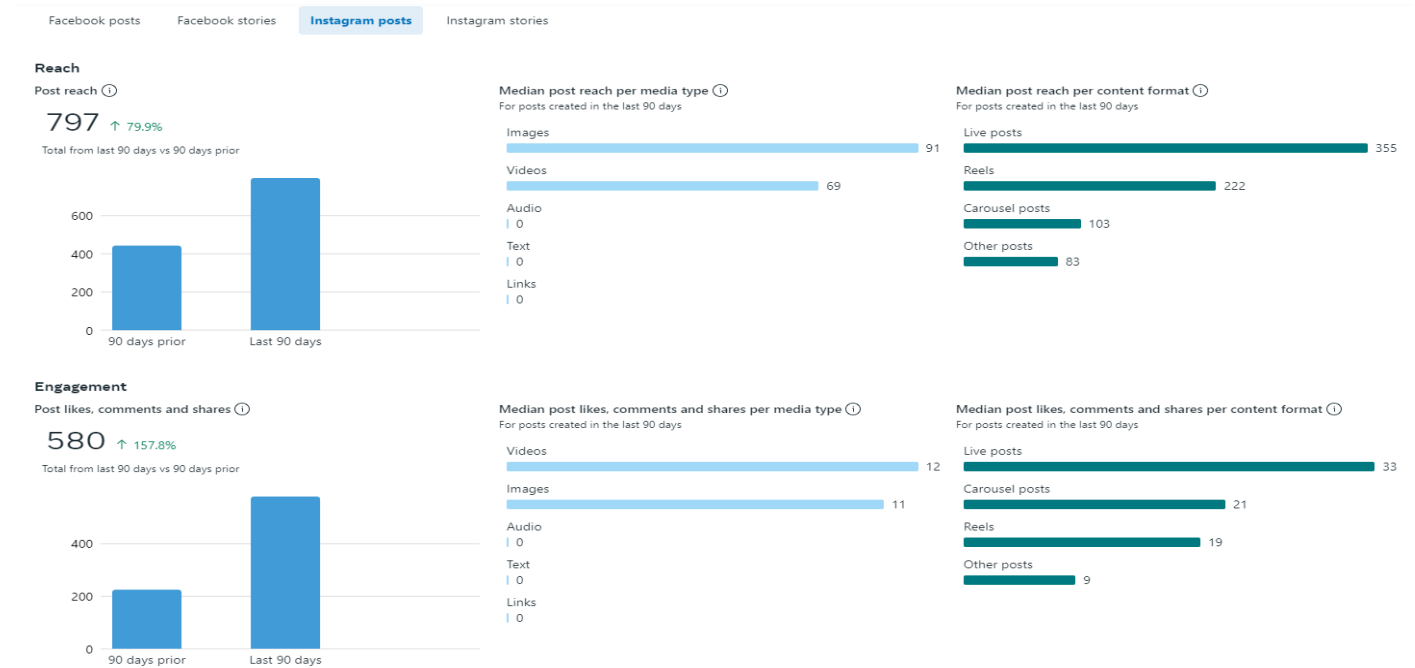 Facebook posts Facebook stories Instagram posts Instagram stories
Reach
Post reach
797 ↑ 79.9%
Total from last 90 days vs 90 days prior
600
400
200
0
90 days prior Last 90 days
Median post reach per media type
For posts created in the last 90 days
Images
91
Videos
69
Audio
0
Text
0
Links
0
Median post reach per content format
For posts created in the last 90 days
Live posts
355
Reels
222
Carousel posts
103
Other posts
83
Engagement
Post likes, comments and shares
580 ↑ 157.8%
Total from last 90 days vs 90 days prior
400
200
0
90 days prior Last 90 days
Median post likes, comments and shares per media type
For posts created in the last 90 days
Videos
12
Images
11
Audio
0
Text
0
Links
0
Median post likes, comments and shares per content format
For posts created in the last 90 days
Live posts
33
Carousel posts
21
Reels
19
Other posts
9